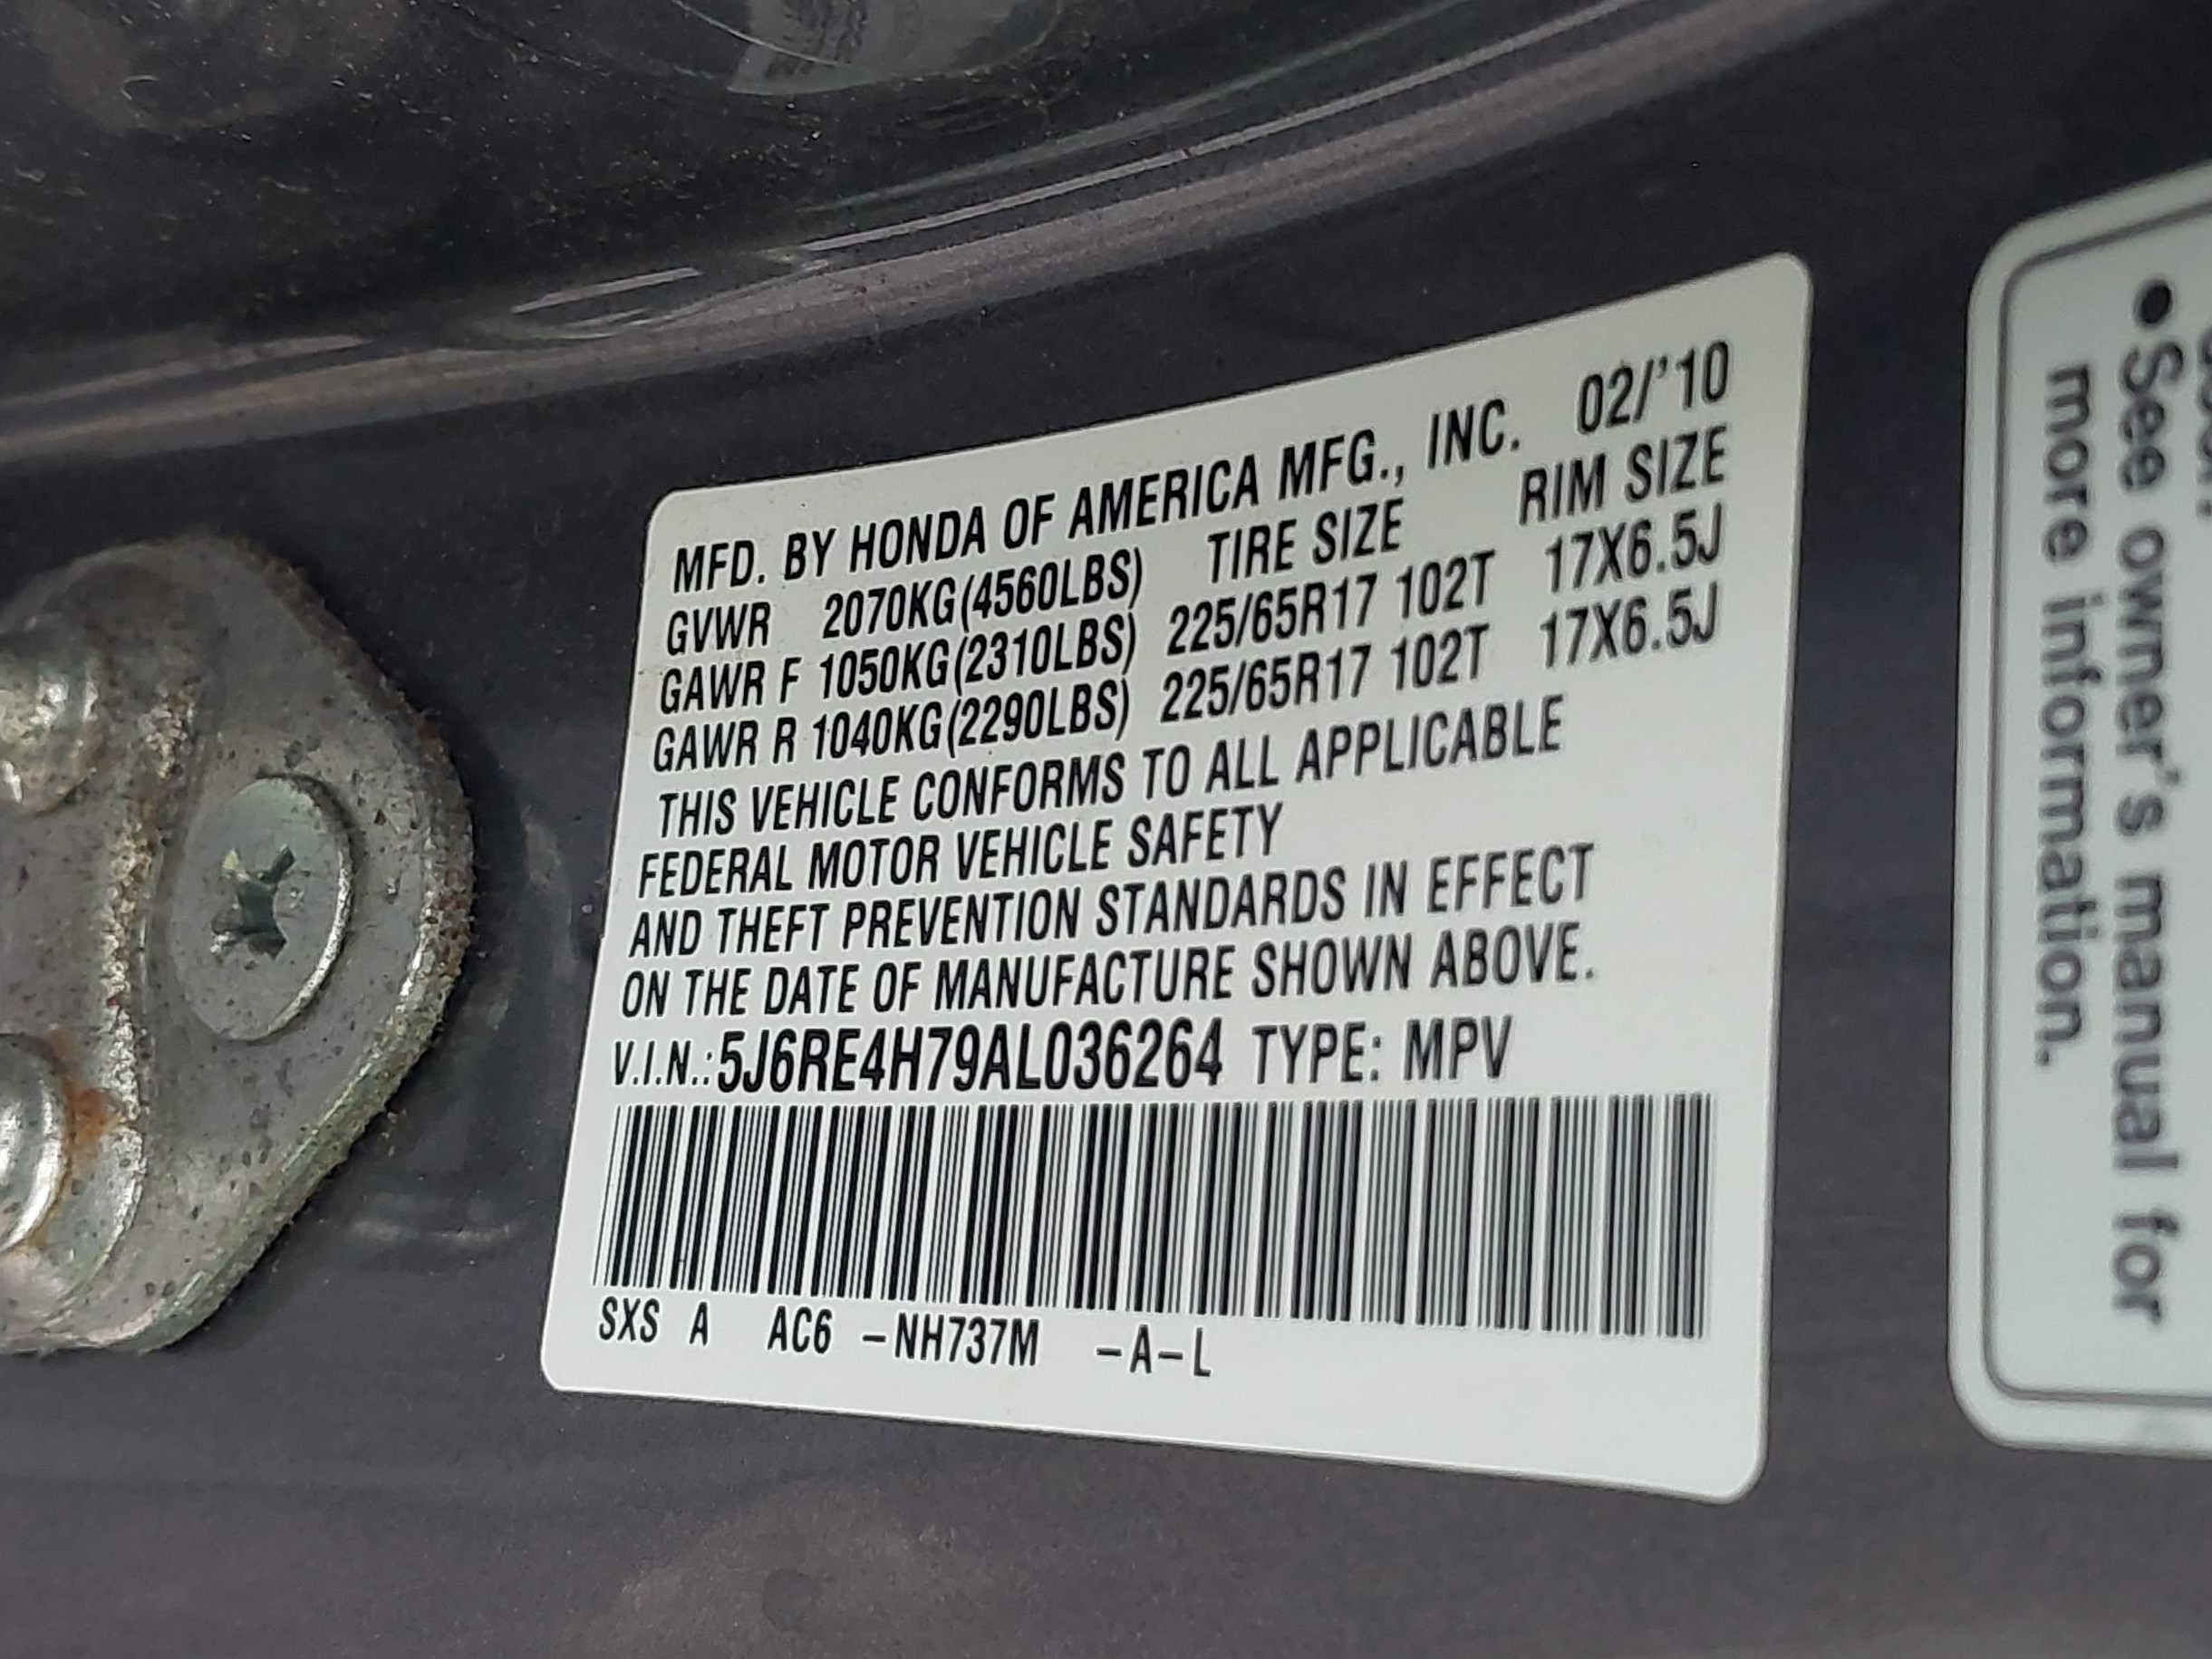 MFD. BY HONDA OF AMERICA MFG., INC. 02/'10
GVWR 2070KG(4560LBS) TIRE SIZE RIM SIZE
GAWR F 1050KG(2310LBS) 225/65R17 102T 17X6.5J
GAWR R 1040KG(2290LBS) 225/65R17 102T 17X6.5J
THIS VEHICLE CONFORMS TO ALL APPLICABLE
FEDERAL MOTOR VEHICLE SAFETY
AND THEFT PREVENTION STANDARDS IN EFFECT
ON THE DATE OF MANUFACTURE SHOWN ABOVE.
V.I.N.: 5J6RE4H79AL036264 TYPE: MPV
SXS A AC6 -NH737M -A-L
●See owner's manual for
more information.